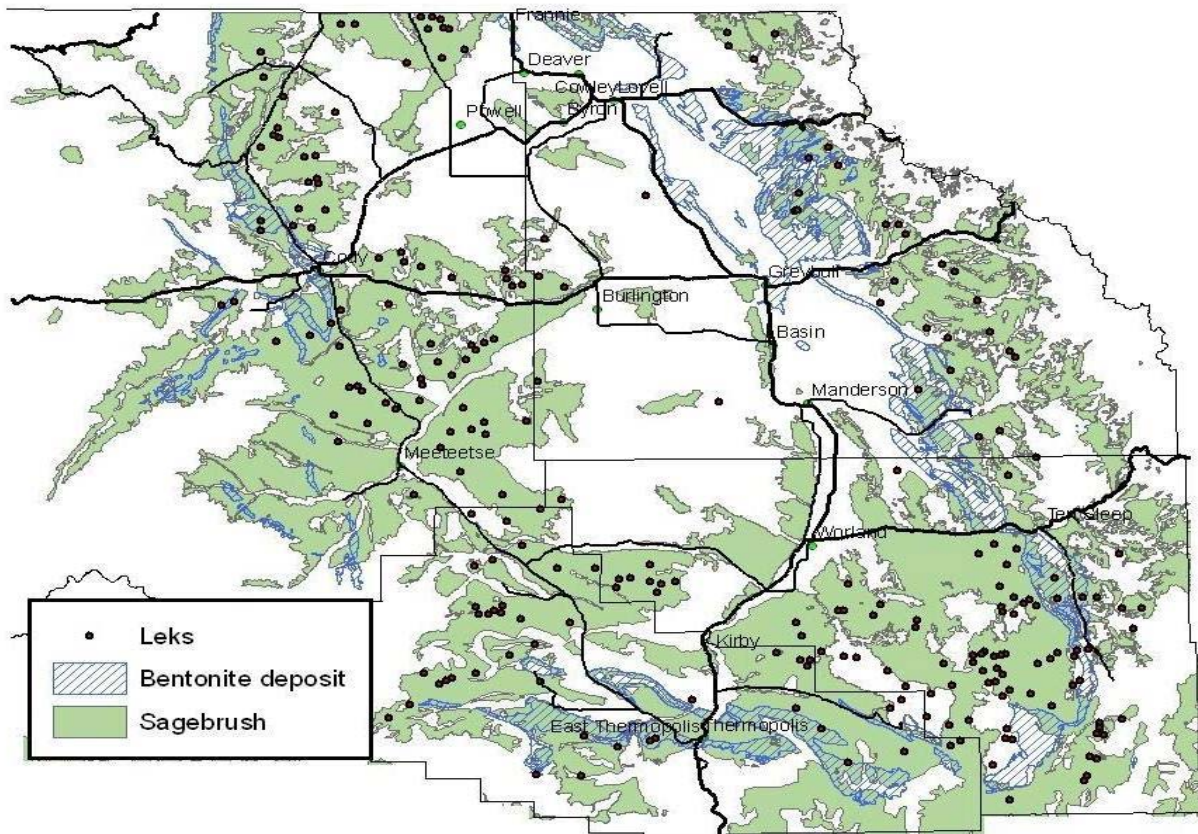 Frannie
Deaver
Cowley Lovell
Byron
Powell
Cody
Greybull
Burlington
Basin
Manderson
Meeteetse
Ten Sleep
Worland
Kirby
East Thermopolis Thermopolis
Leks
Bentonite deposit
Sagebrush